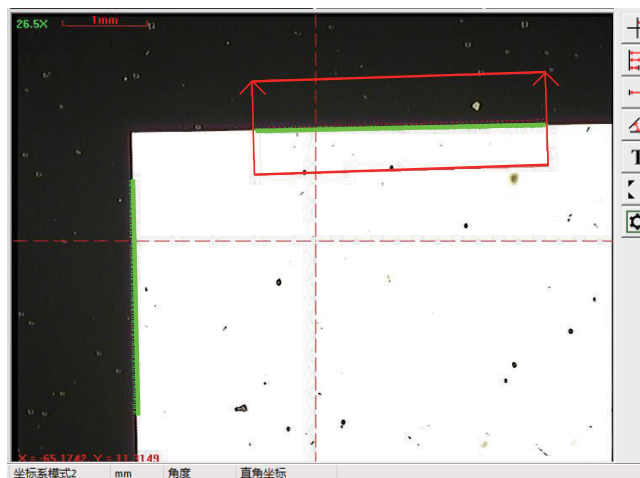 26.5X
1mm
T
X = -65.1742, Y = 11.3149
坐标系模式2 mm 角度 直角坐标